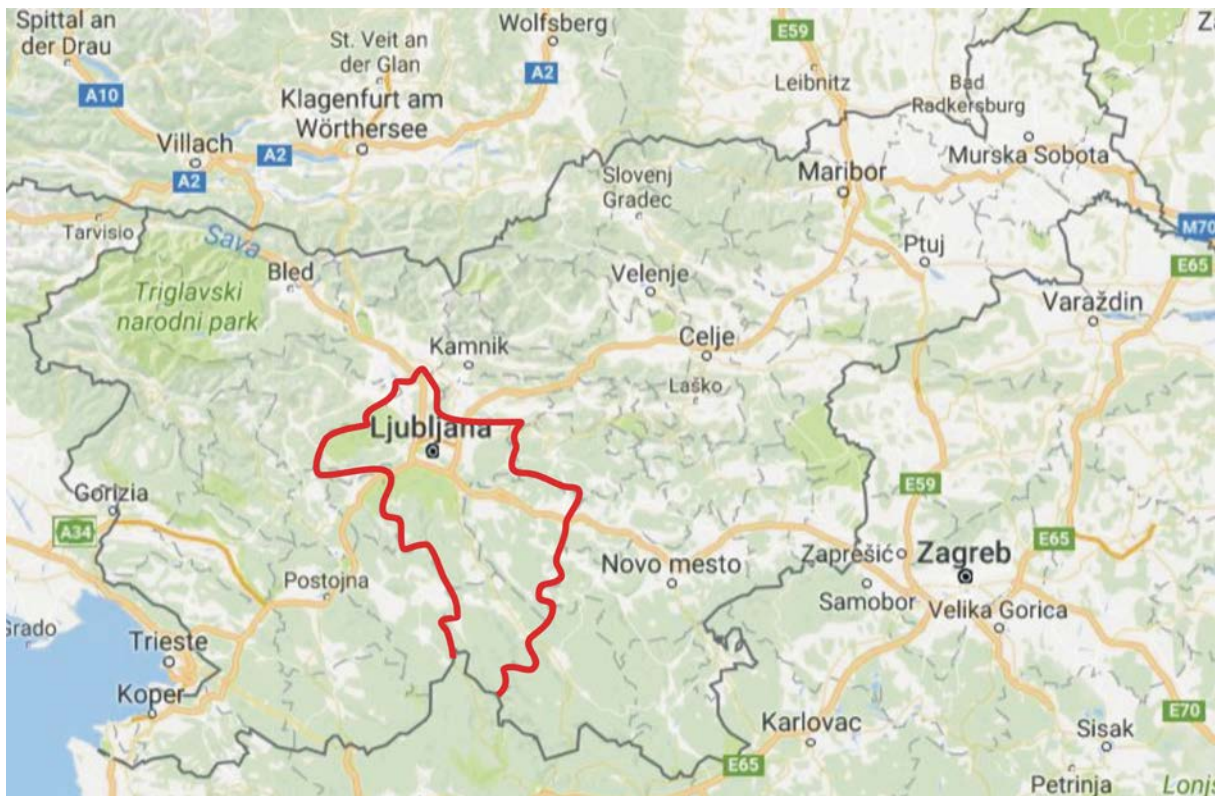 Spittal an
der Drau
A10
St. Veit an
der Glan
Wolfsberg
A2
E59
Leibnitz
Bad
Radkersburg
Klagenfurt am
Wörthersee
Villach
A2
A2
Murska Sobota
Slovenj
Gradec
Maribor
M70
Tarvisio
Sava
Ptuj
E65
Bled
Velenje
Triglavski
narodni park
Varaždin
Kamnik
Celje
Laško
Ljubljana
Gorizia
E59
A34
E65
Novo mesto
Zaprešić
Zagreb
Postojna
Samobor
Velika Gorica
Grado
Trieste
Koper
Karlovac
E70
Sisak
E65
Petrinja